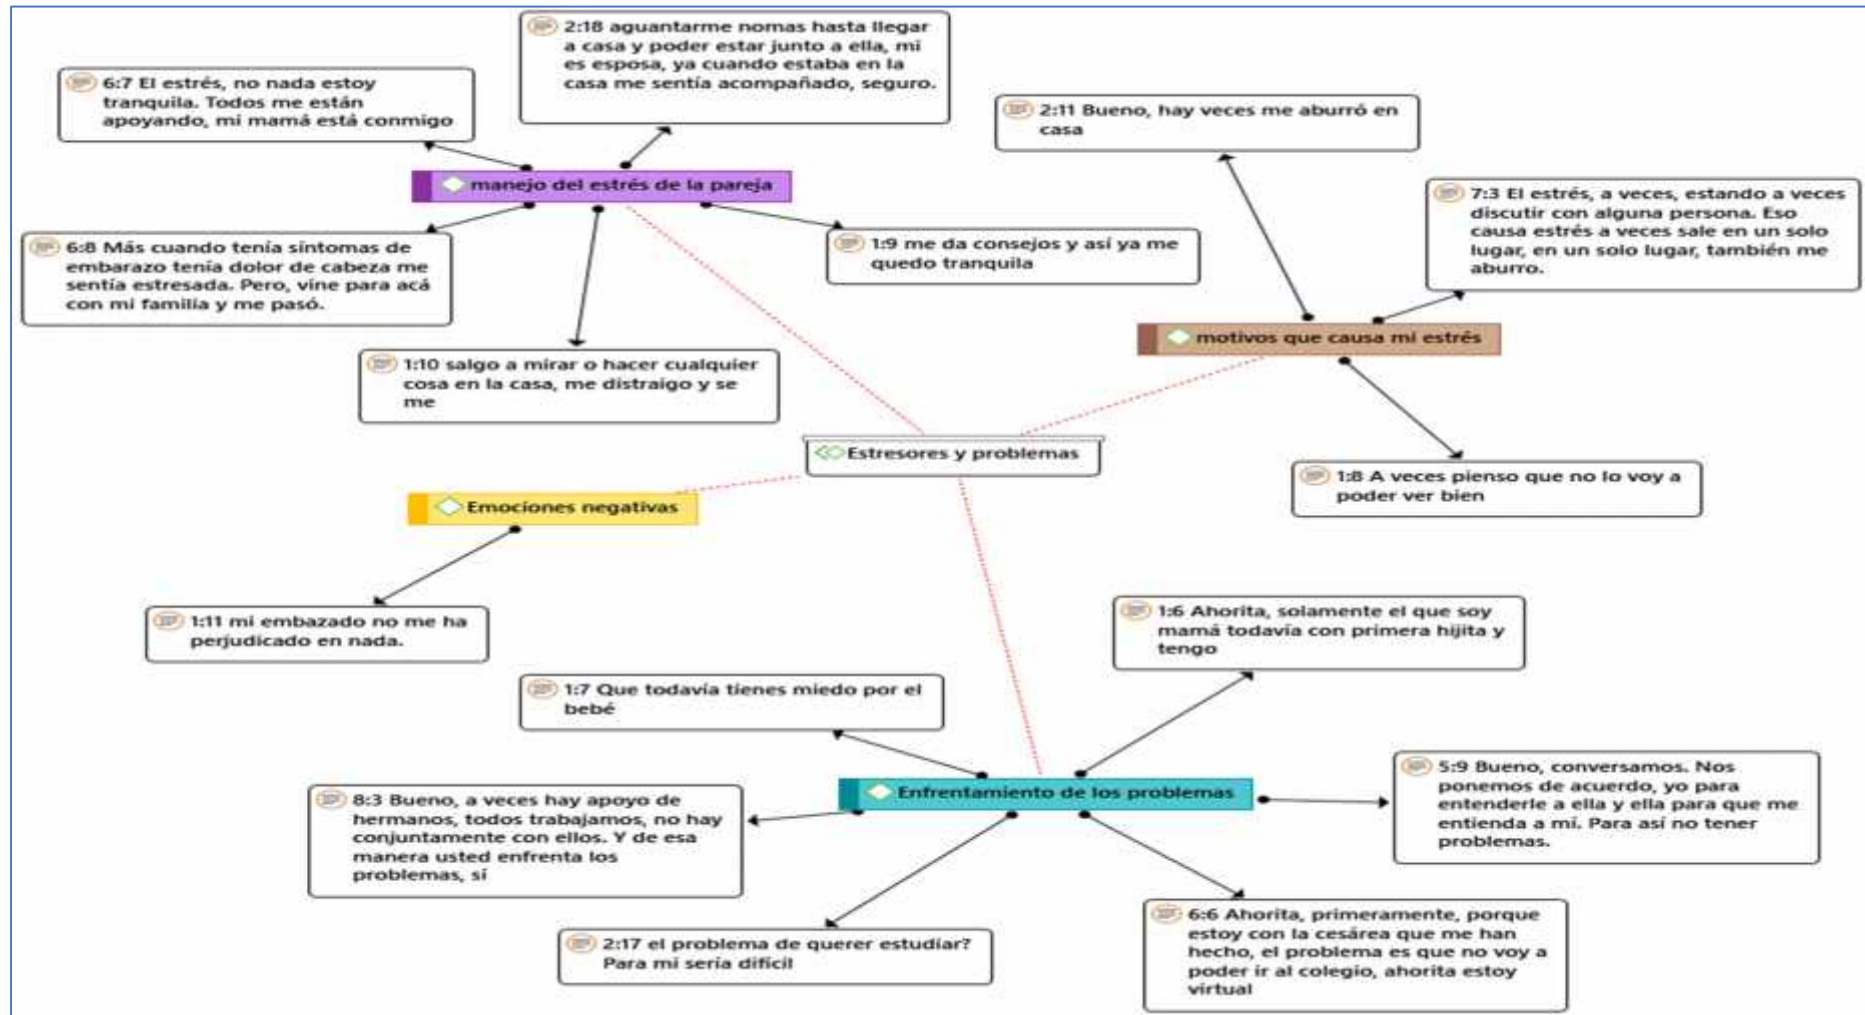 2:18 aguantarme nomas hasta llegar
a casa y poder estar junto a ella, mi
es esposa, ya cuando estaba en la
casa me sentía acompañado, seguro.
6:7 El estrés, no nada estoy
tranquila. Todos me están
apoyando, mi mamá está conmigo
2:11 Bueno, hay veces me aburró en
casa
manejo del estrés de la pareja
7:3 El estrés, a veces, estando a veces
discutir con alguna persona. Eso
causa estrés a veces sale en un solo
lugar, en un solo lugar, también me
aburro.
6:8 Más cuando tenía síntomas de
embarazo tenía dolor de cabeza me
sentía estresada. Pero, vine para acá
con mi familia y me pasó.
1:9 me da consejos y así ya me
quedo tranquila
motivos que causa mi estrés
1:10 salgo a mirar o hacer cualquier
cosa en la casa, me distraigo y se
me
Estresores y problemas
1:8 A veces pienso que no lo voy a
poder ver bien
Emociones negativas
1:11 mi embazado no me ha
perjudicado en nada.
1:6 Ahorita, solamente el que soy
mamá todavía con primera hijita y
tengo
1:7 Que todavía tienes miedo por el
bebé
Enfrentamiento de los problemas
5:9 Bueno, conversamos. Nos
ponemos de acuerdo, yo para
entenderle a ella y ella para que me
entienda a mí. Para así no tener
problemas.
8:3 Bueno, a veces hay apoyo de
hermanos, todos trabajamos, no hay
conjuntamente con ellos. Y de esa
manera usted enfrenta los
problemas, sí
2:17 el problema de querer estudiar?
Para mi sería difícil
6:6 Ahorita, primeramente, porque
estoy con la cesárea que me han
hecho, el problema es que no voy a
poder ir al colegio, ahorita estoy
virtual